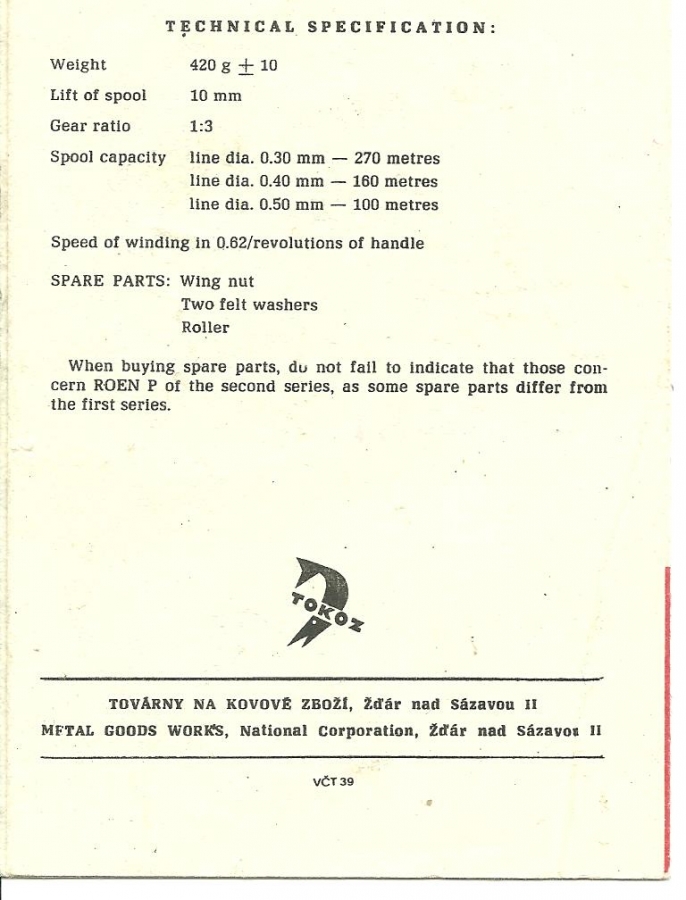 TECHNICAL SPECIFICATION:
Weight 420 g ± 10
Lift of spool 10 mm
Gear ratio 1:3
Spool capacity line dia. 0.30 mm — 270 metres
line dia. 0.40 mm — 160 metres
line dia. 0.50 mm — 100 metres
Speed of winding in 0.62/revolutions of handle
SPARE PARTS: Wing nut
Two felt washers
Roller
When buying spare parts, do not fail to indicate that those con-
cern ROEN P of the second series, as some spare parts differ from
the first series.
TOKOZ
TOVÁRNY NA KOVOVÉ ZBOŽÍ, Žďár nad Sázavou II
METAL GOODS WORKS, National Corporation, Žďár nad Sázavou II
VČT 39